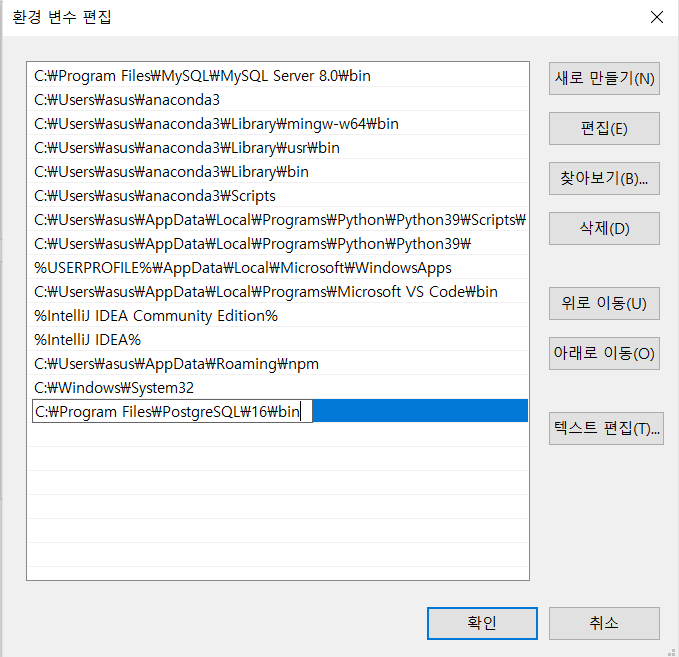 환경 변수 편집
C:₩Program Files₩MySQL₩MySQL Server 8.0₩bin
C:₩Users₩asus₩anaconda3
C:₩Users₩asus₩anaconda3₩Library₩mingw-w64₩bin
C:₩Users₩asus₩anaconda3₩Library₩usr₩bin
C:₩Users₩asus₩anaconda3₩Library₩bin
C:₩Users₩asus₩anaconda3₩Scripts
C:₩Users₩asus₩AppData₩Local₩Programs₩Python₩Python39₩Scripts₩
C:₩Users₩asus₩AppData₩Local₩Programs₩Python₩Python39₩
%USERPROFILE%₩AppData₩Local₩Microsoft₩WindowsApps
C:₩Users₩asus₩AppData₩Local₩Programs₩Microsoft VS Code₩bin
%IntelliJ IDEA Community Edition%
%IntelliJ IDEA%
C:₩Users₩asus₩AppData₩Roaming₩npm
C:₩Windows₩System32
C:₩Program Files₩PostgreSQL₩16₩bin
새로 만들기(N)
편집(E)
찾아보기(B)...
삭제(D)
위로 이동(U)
아래로 이동(O)
텍스트 편집(T)...
확인
취소